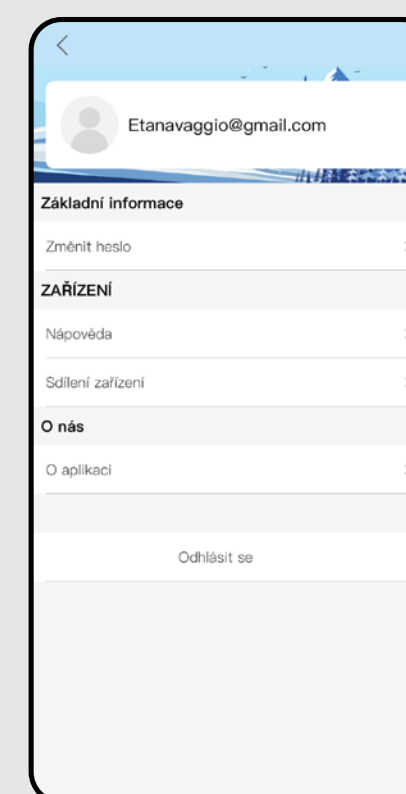 Etanavaggio@gmail.com
Základní informace
Změnit heslo
ZAŘÍZENÍ
Nápověda
Sdílení zařízení
O nás
O aplikaci
Odhlásit se